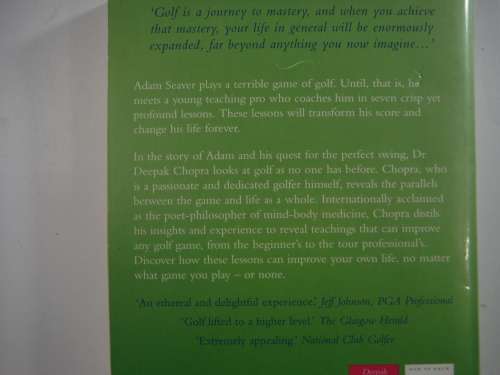 'Golf is a journey to mastery, and when you achieve
that mastery, your life in general will be enormously
expanded, far beyond anything you now imagine...'
Adam Seaver plays a terrible game of golf. Until, that is, he
meets a young teaching pro who coaches him in seven crisp yet
profound lessons. These lessons will transform his score and
change his life forever.
In the story of Adam and his quest for the perfect swing, Dr
Deepak Chopra looks at golf as no one has before. Chopra, who
is a passionate and dedicated golfer himself, reveals the parallels
between the game and life as a whole. Internationally acclaimed
as the poet-philosopher of mind-body medicine, Chopra distils
his insights and experience to reveal teachings that can improve
any golf game, from the beginner's to the tour professional's.
Discover how these lessons can improve your own life, no matter
what game you play – or none.
'An ethereal and delightful experience.' Jeff Johnson, PGA Professional
'Golf lifted to a higher level.' The Glasgow Herald
'Extremely appealing.' National Club Golfer
Deepak